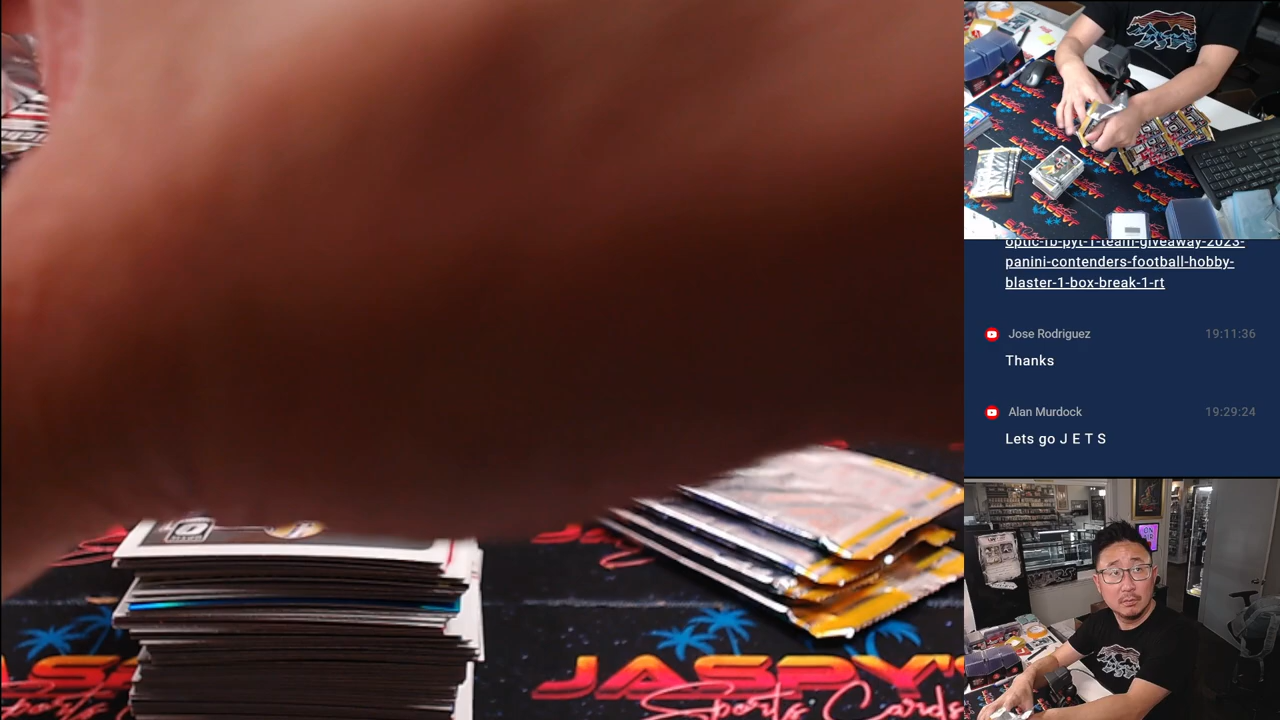 optic-fb-pyt-1-team-giveaway-2023-
panini-contenders-football-hobby-
blaster-1-box-break-1-rt
Jose Rodriguez 19:11:36
Thanks
Alan Murdock 19:29:24
Lets go J E T S
JASPY'S
Sports Cards